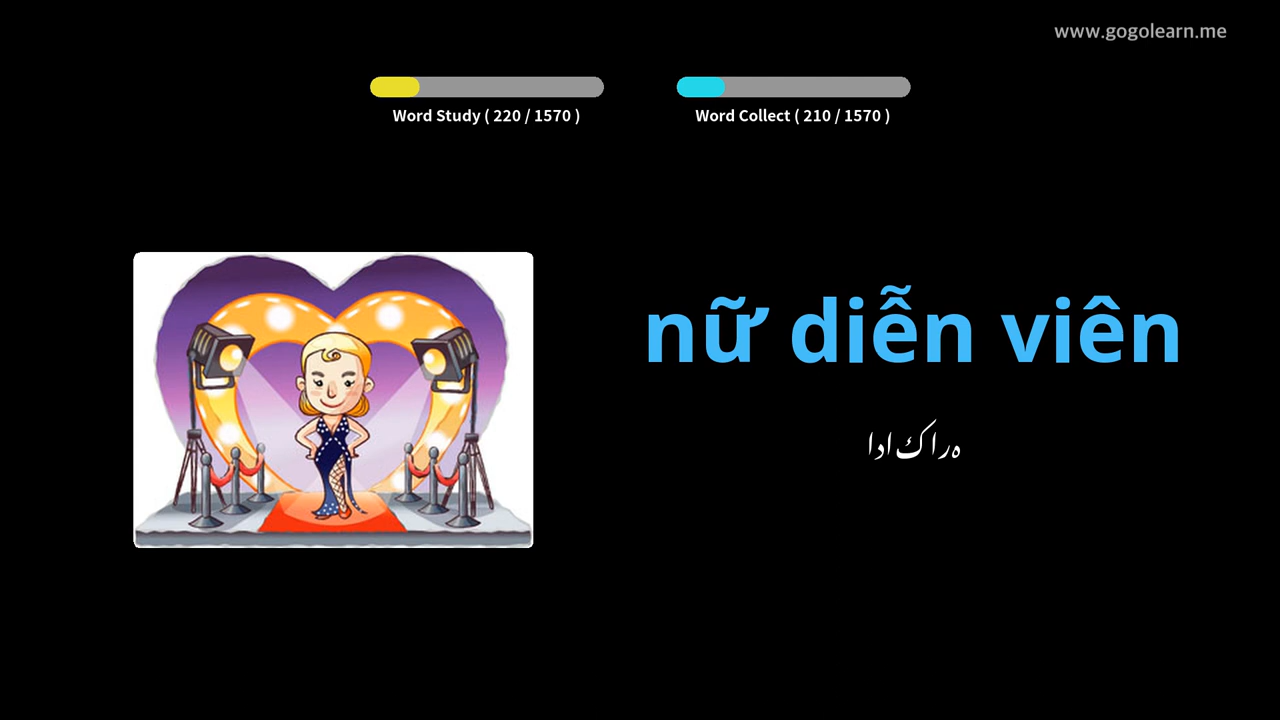 www.gogolearn.me
Word Study ( 220 / 1570 )
Word Collect ( 210 / 1570 )
nữ diễn viên
اداکارہ